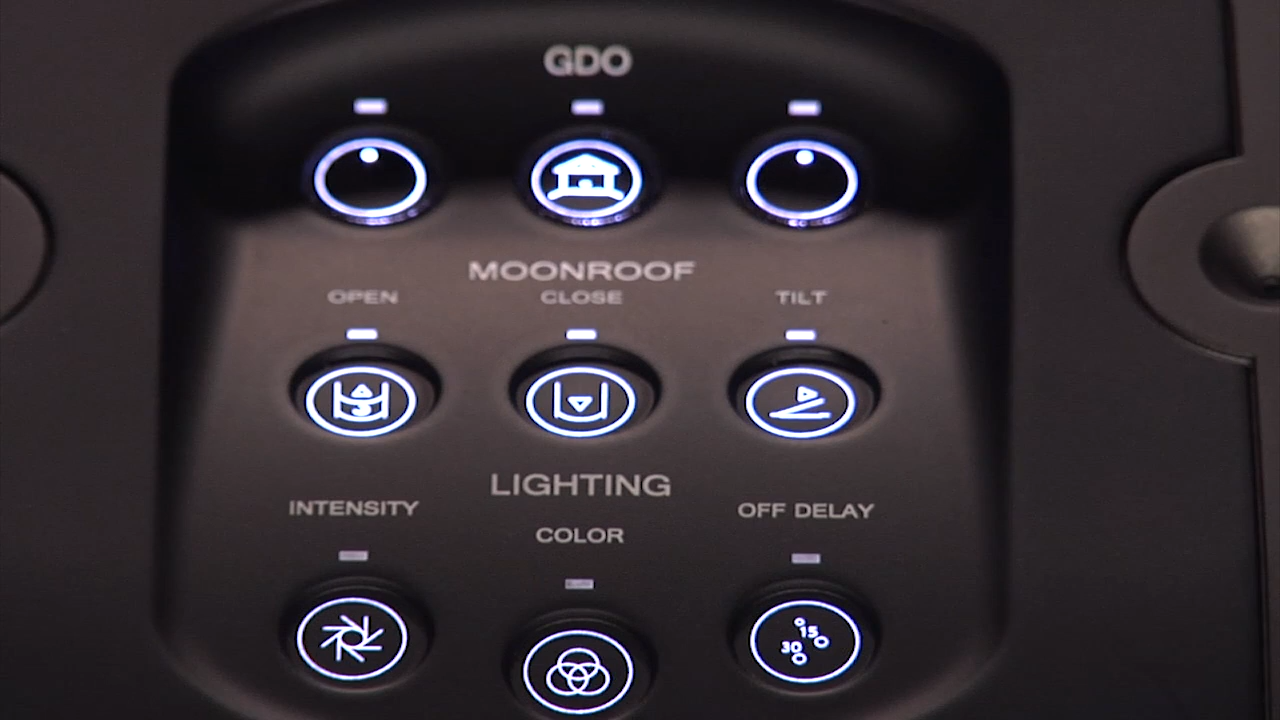 GDO
MOONROOF
OPEN CLOSE TILT
LIGHTING
INTENSITY COLOR OFF DELAY
15
30